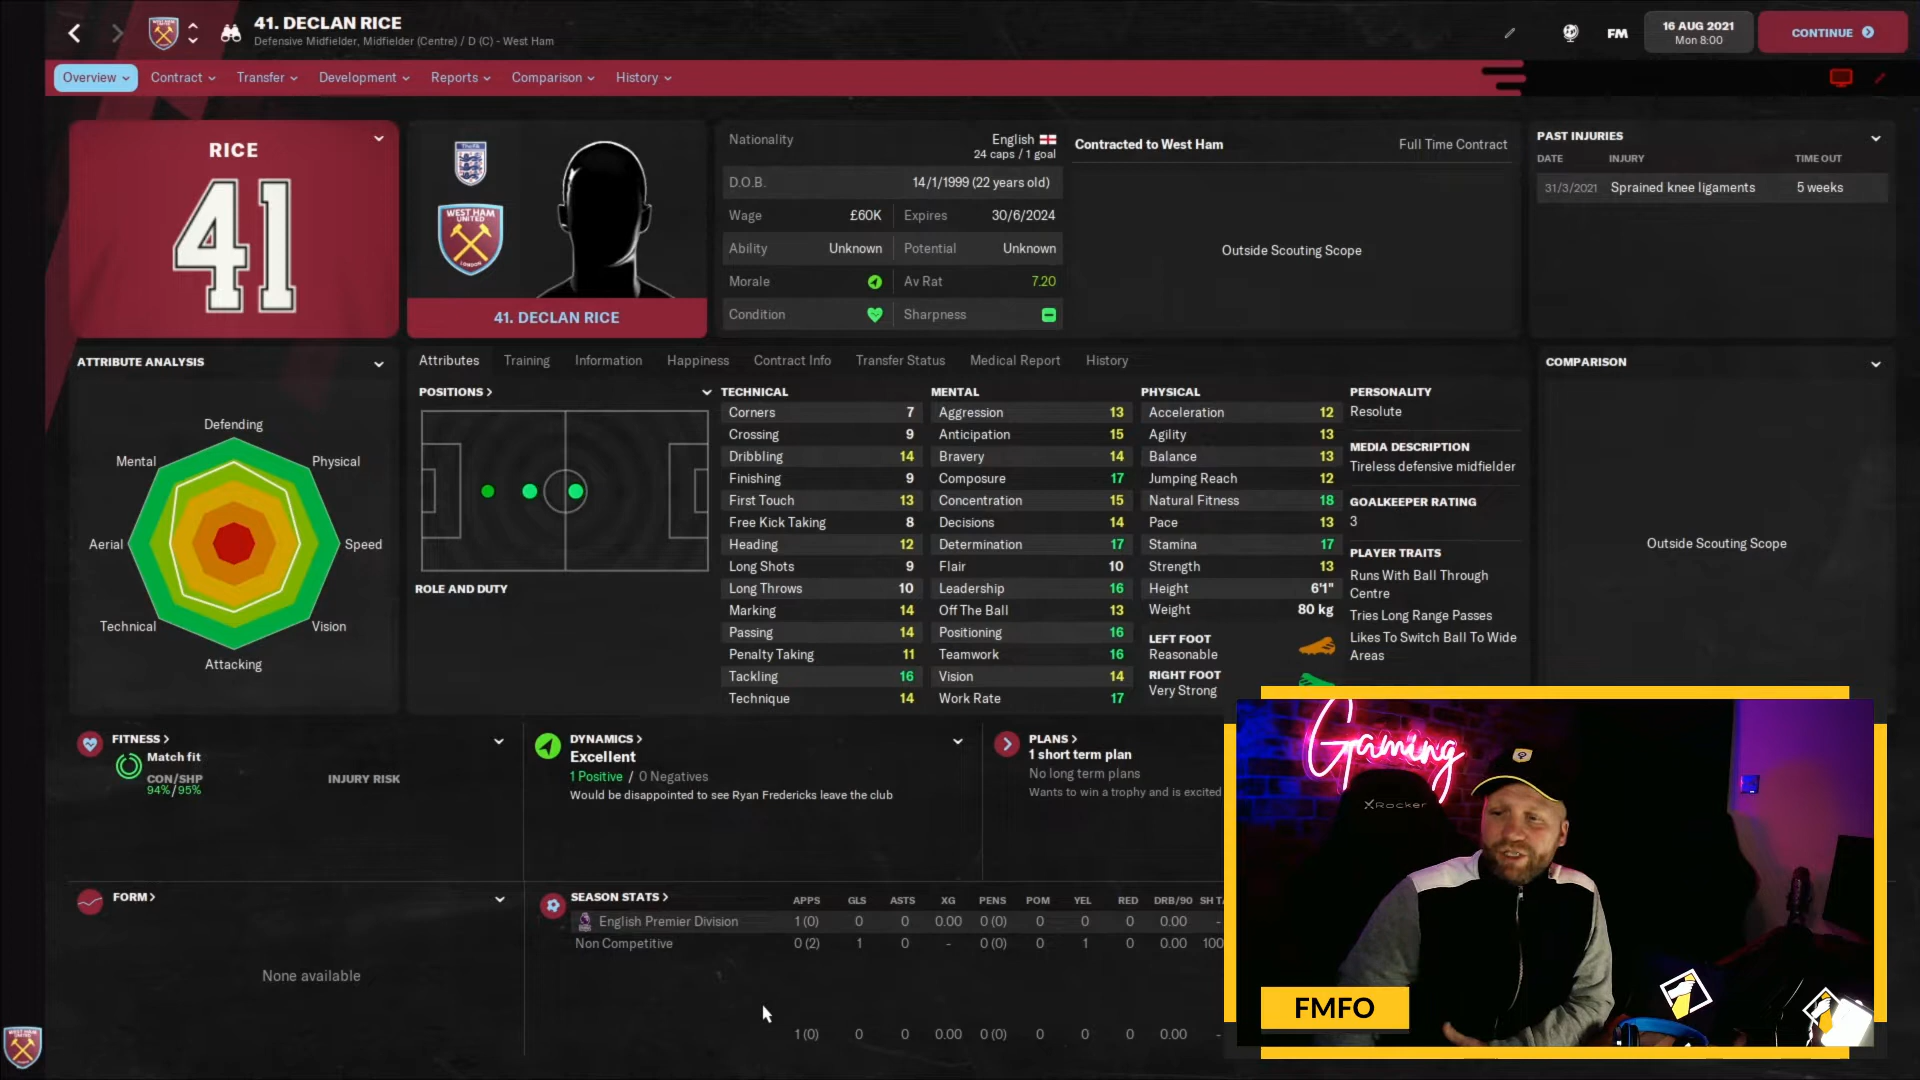 41. DECLAN RICE
Defensive Midfielder, Midfielder (Centre) / D (C) - West Ham
FM
16 AUG 2021
Mon 8:00
CONTINUE
Overview
Contract
Transfer
Development
Reports
Comparison
History
RICE
41
WEST HAM
UNITED
LONDON
41. DECLAN RICE
Nationality English
24 caps / 1 goal
D.O.B. 14/1/1999 (22 years old)
Wage £60K Expires 30/6/2024
Ability Unknown Potential Unknown
Morale Av Rat 7.20
Condition Sharpness
Contracted to West Ham Full Time Contract
Outside Scouting Scope
PAST INJURIES
DATE INJURY TIME OUT
31/3/2021 Sprained knee ligaments 5 weeks
ATTRIBUTE ANALYSIS
Defending
Mental Physical
Aerial Speed
Technical Vision
Attacking
Attributes Training Information Happiness Contract Info Transfer Status Medical Report History
POSITIONS >
ROLE AND DUTY
TECHNICAL
Corners 7
Crossing 9
Dribbling 14
Finishing 9
First Touch 13
Free Kick Taking 8
Heading 12
Long Shots 9
Long Throws 10
Marking 14
Passing 14
Penalty Taking 11
Tackling 16
Technique 14
MENTAL
Aggression 13
Anticipation 15
Bravery 14
Composure 17
Concentration 15
Decisions 14
Determination 17
Flair 10
Leadership 16
Off The Ball 13
Positioning 16
Teamwork 16
Vision 14
Work Rate 17
PHYSICAL
Acceleration 12
Agility 13
Balance 13
Jumping Reach 12
Natural Fitness 18
Pace 13
Stamina 17
Strength 13
Height 6'1"
Weight 80 kg
LEFT FOOT
Reasonable
RIGHT FOOT
Very Strong
PERSONALITY
Resolute
MEDIA DESCRIPTION
Tireless defensive midfielder
GOALKEEPER RATING
3
PLAYER TRAITS
Runs With Ball Through
Centre
Tries Long Range Passes
Likes To Switch Ball To Wide
Areas
COMPARISON
Outside Scouting Scope
FITNESS >
Match fit
CON/SHP
94%/95%
INJURY RISK
DYNAMICS >
Excellent
1 Positive / 0 Negatives
Would be disappointed to see Ryan Fredericks leave the club
PLANS >
1 short term plan
No long term plans
Wants to win a trophy and is excited
FORM >
None available
SEASON STATS > APPS GLS ASTS XG PENS POM YEL RED DRB/90 SH T
English Premier Division 1 (0) 0 0 0.00 0 (0) 0 0 0 0.00 -
Non Competitive 0 (2) 1 0 - 0 (0) 0 1 0 0.00 100
1 (0) 0 0 0.00 0 (0) 0 0 0 0.00 -
Gaming
XRocker
FMFO